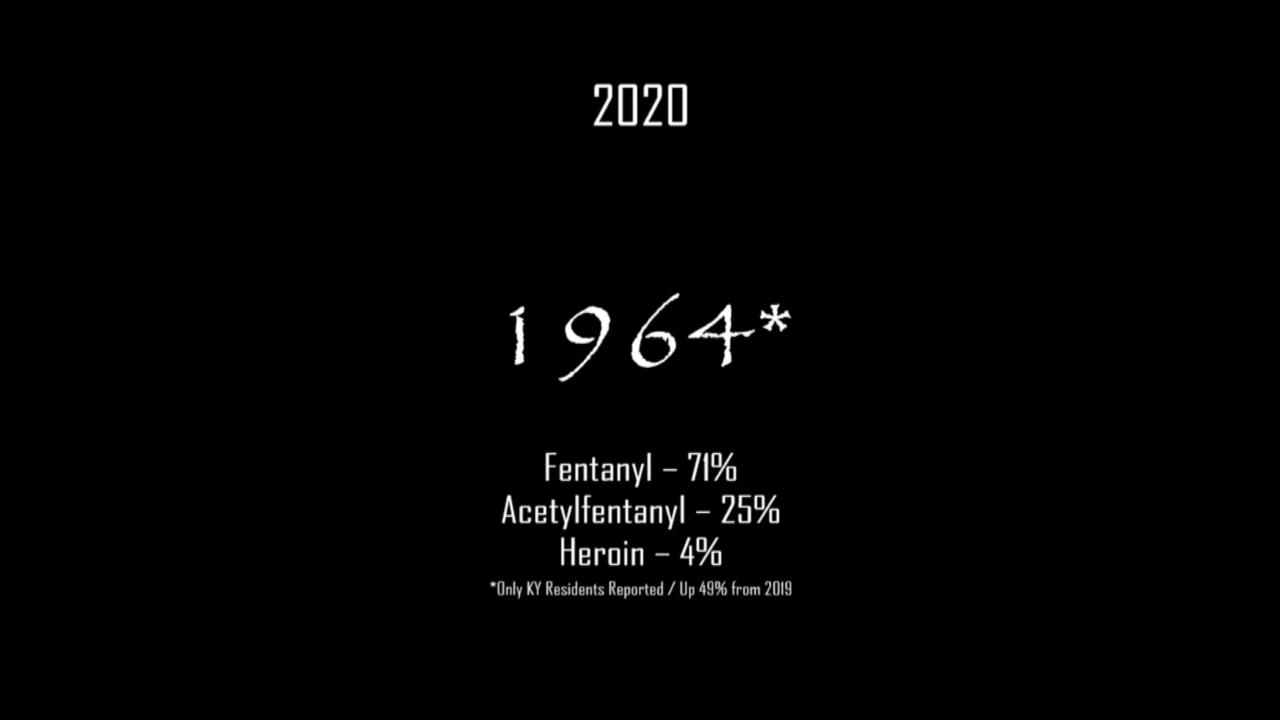 2020
1964*
Fentanyl – 71%
Acetylfentanyl – 25%
Heroin – 4%
*Only KY Residents Reported / Up 49% from 2019